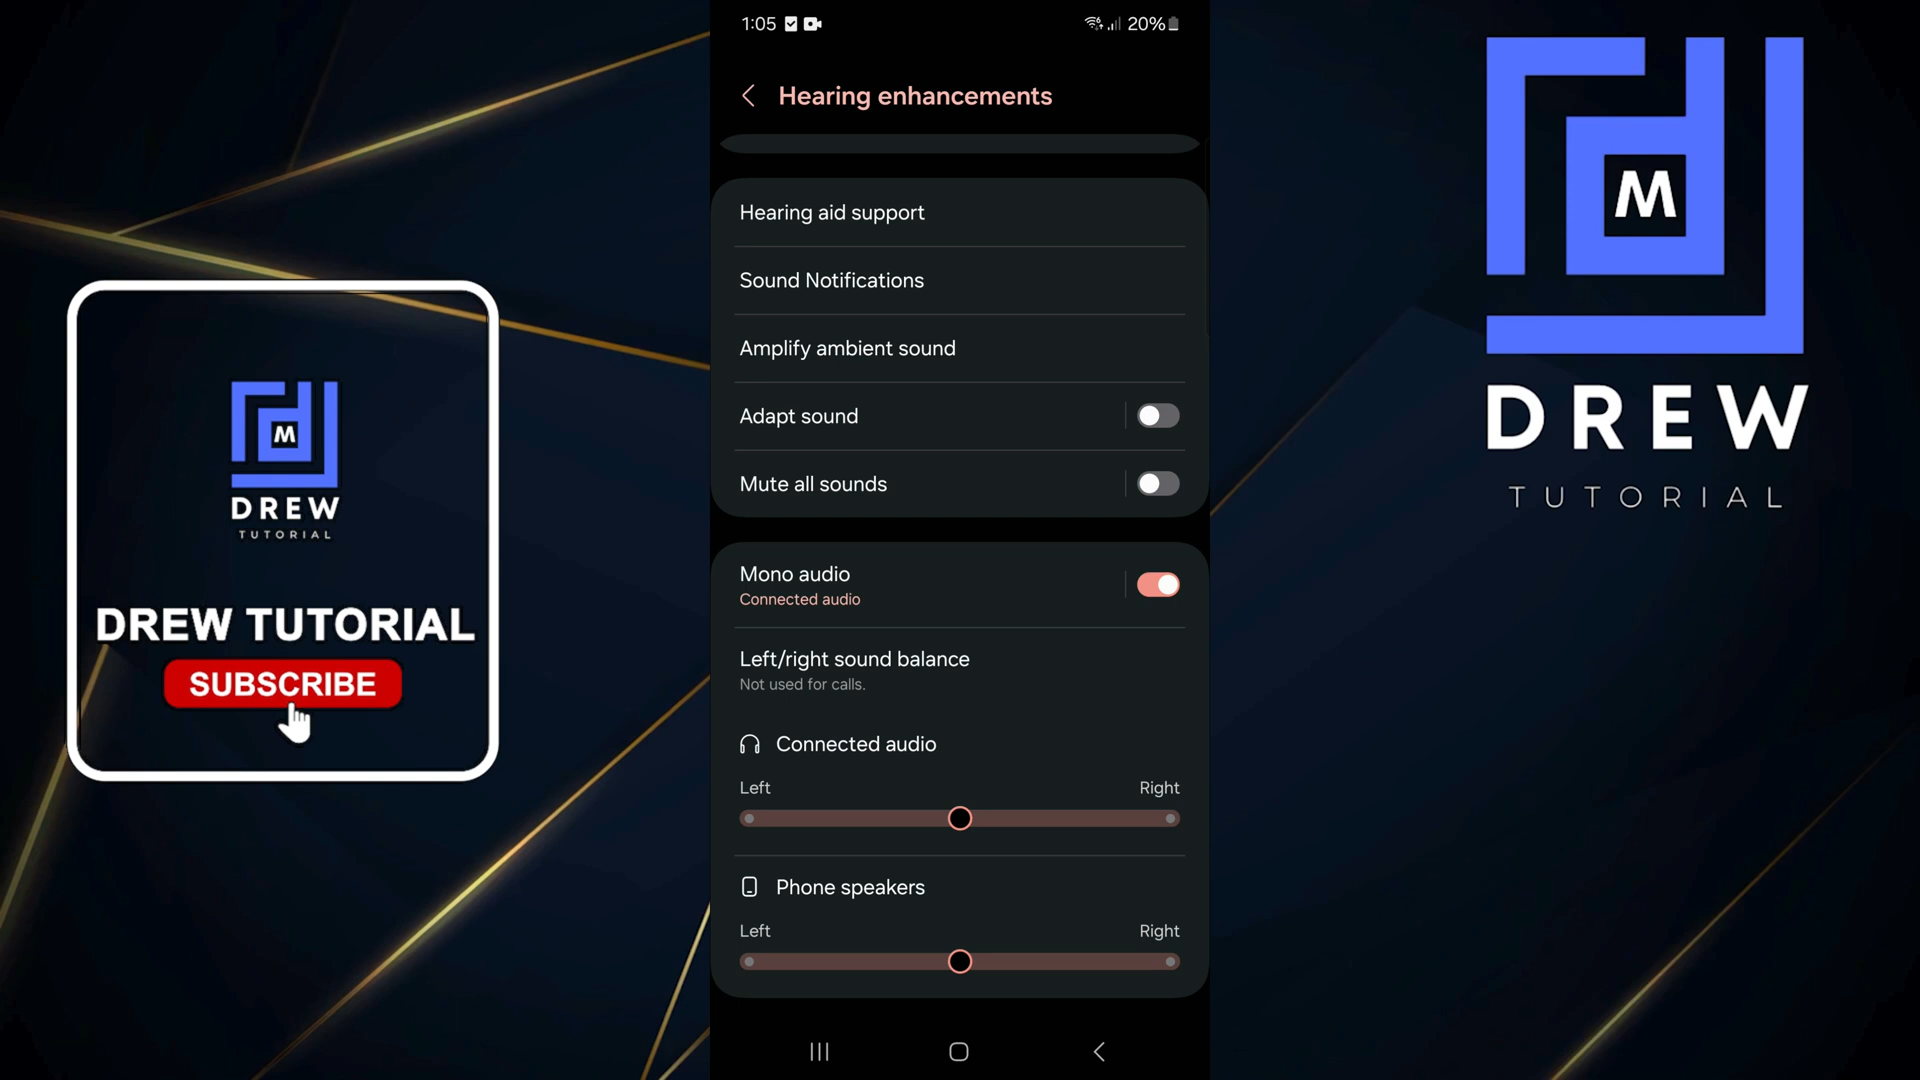 1:05
20%
Hearing enhancements
Hearing aid support
Sound Notifications
Amplify ambient sound
Adapt sound
Mute all sounds
Mono audio
Connected audio
Left/right sound balance
Not used for calls.
Connected audio
Left Right
Phone speakers
Left Right
M
DREW
TUTORIAL
DREW TUTORIAL
SUBSCRIBE
M
DREW
TUTORIAL